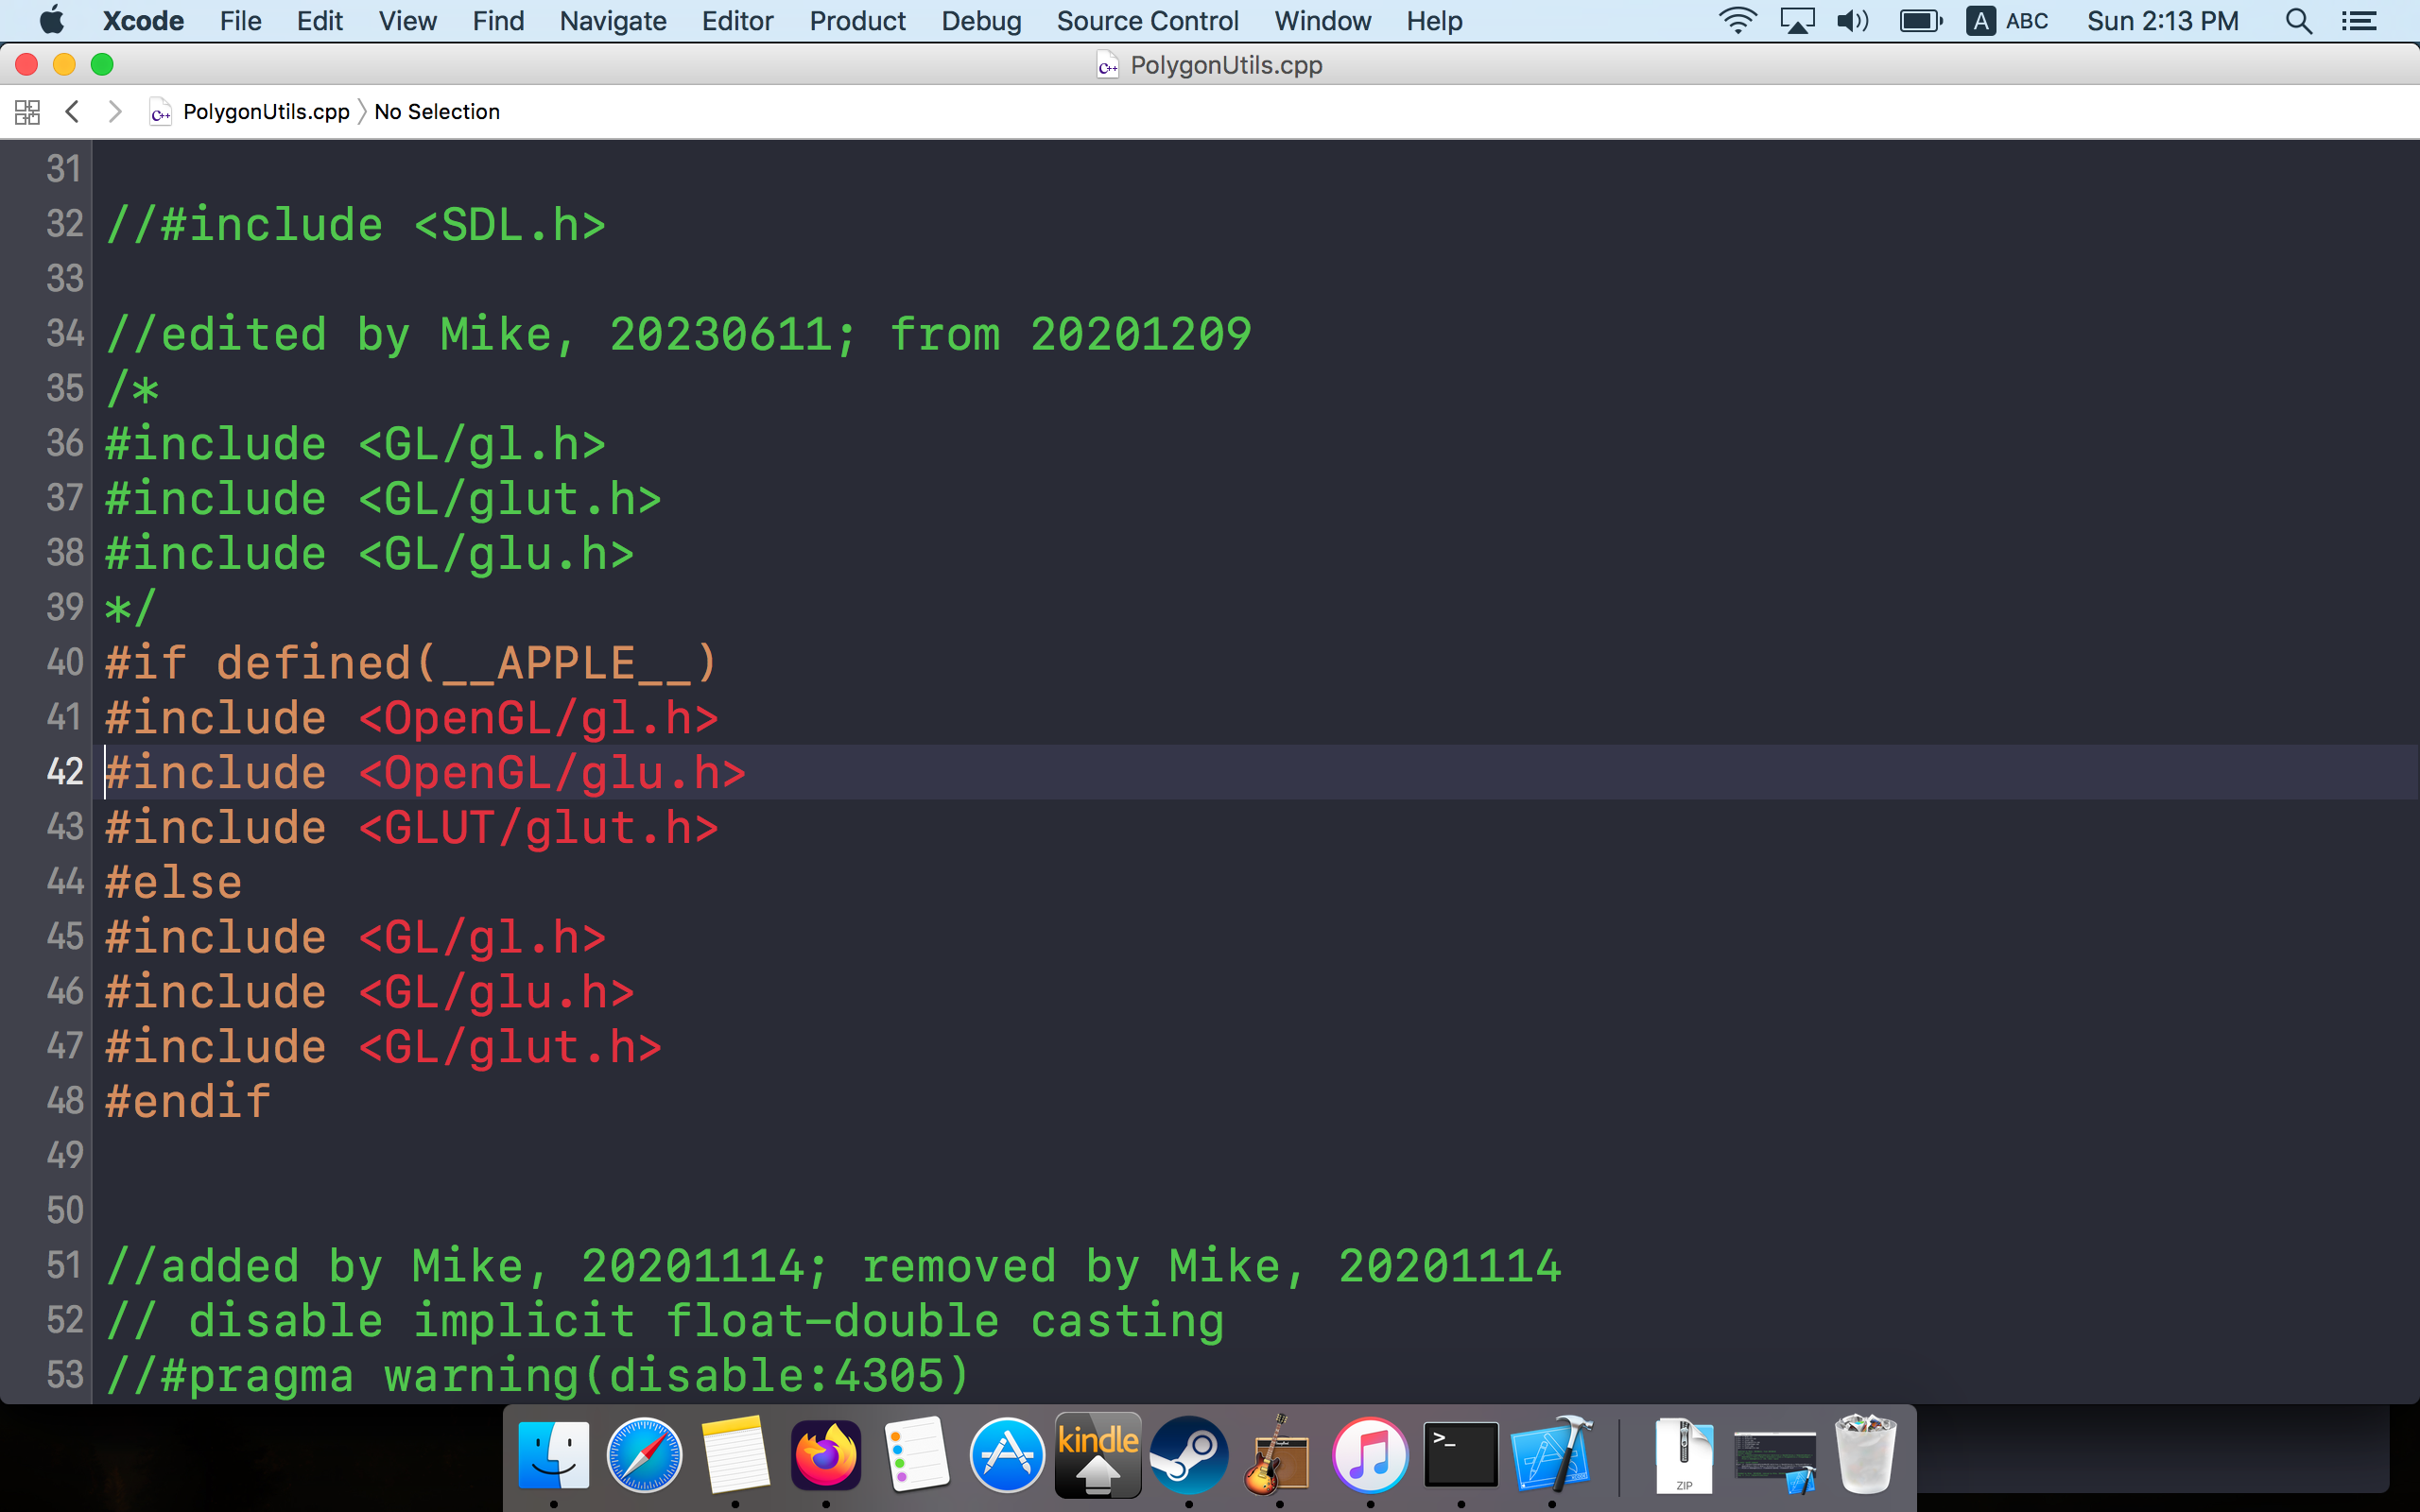 Xcode File Edit View Find Navigate Editor Product Debug Source Control Window Help A ABC Sun 2:13 PM
C++ PolygonUtils.cpp
C++ PolygonUtils.cpp No Selection
31
32 //#include <SDL.h>
33
34 //edited by Mike, 20230611; from 20201209
35 /*
36 #include <GL/gl.h>
37 #include <GL/glut.h>
38 #include <GL/glu.h>
39 */
40 #if defined(__APPLE__)
41 #include <OpenGL/gl.h>
42 #include <OpenGL/glu.h>
43 #include <GLUT/glut.h>
44 #else
45 #include <GL/gl.h>
46 #include <GL/glu.h>
47 #include <GL/glut.h>
48 #endif
49
50
51 //added by Mike, 20201114; removed by Mike, 20201114
52 // disable implicit float-double casting
53 //#pragma warning(disable:4305)
kindle >_
ZIP